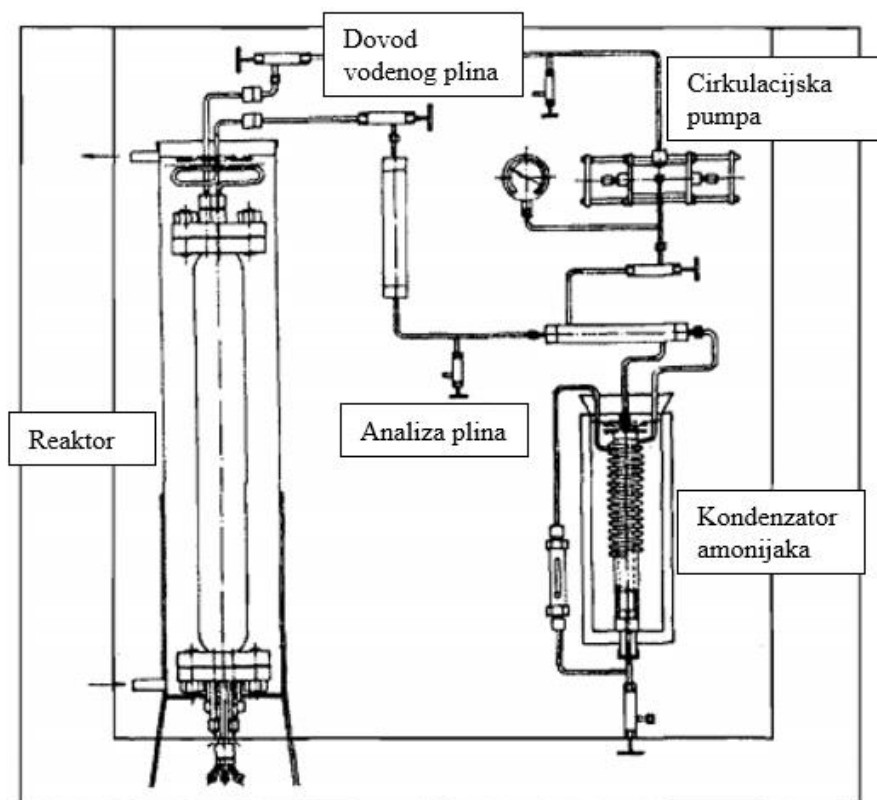 Dovod
vodenog plina
Cirkulacijska
pumpa
Reaktor
Analiza plina
Kondenzator
amonijaka